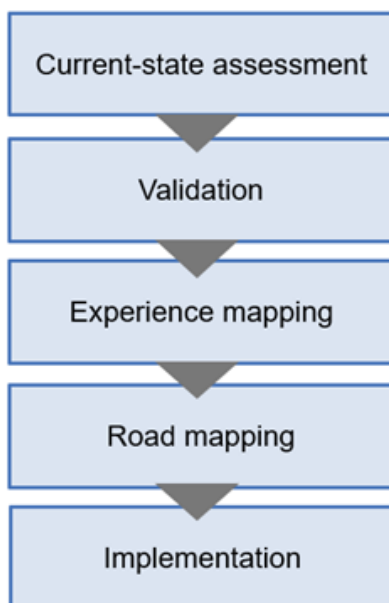 Current-state assessment
Validation
Experience mapping
Road mapping
Implementation